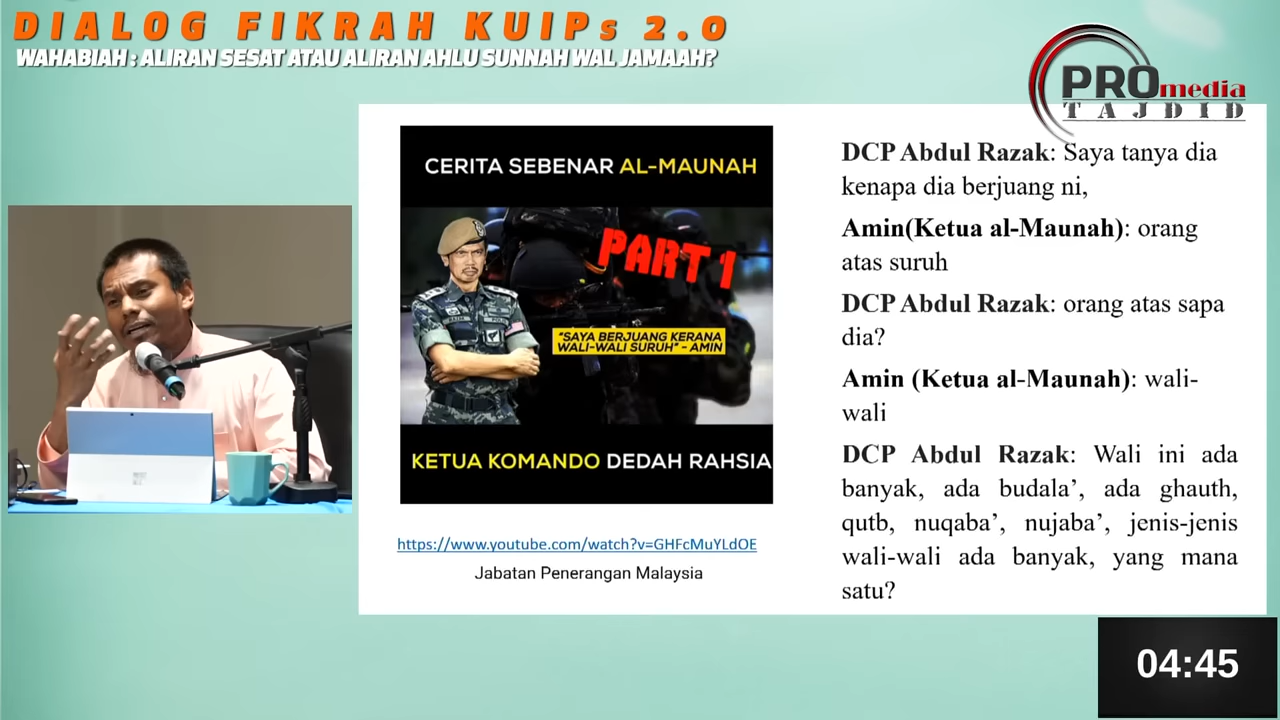 DIALOG FIKRAH KUIPs 2.0
WAHABIAH : ALIRAN SESAT ATAU ALIRAN AHLU SUNNAH WAL JAMAAH?
PROmedia
TAJDID
CERITA SEBENAR AL-MAUNAH
PART 1
"SAYA BERJUANG KERANA
WALI-WALI SURUH" - AMIN
KETUA KOMANDO DEDAH RAHSIA
https://www.youtube.com/watch?v=GHFcMuYLdOE
Jabatan Penerangan Malaysia
DCP Abdul Razak: Saya tanya dia
kenapa dia berjuang ni,
Amin(Ketua al-Maunah): orang
atas suruh
DCP Abdul Razak: orang atas sapa
dia?
Amin (Ketua al-Maunah): wali-
wali
DCP Abdul Razak: Wali ini ada
banyak, ada budala’, ada ghauth,
qutb, nuqaba’, nujaba’, jenis-jenis
wali-wali ada banyak, yang mana
satu?
04:45